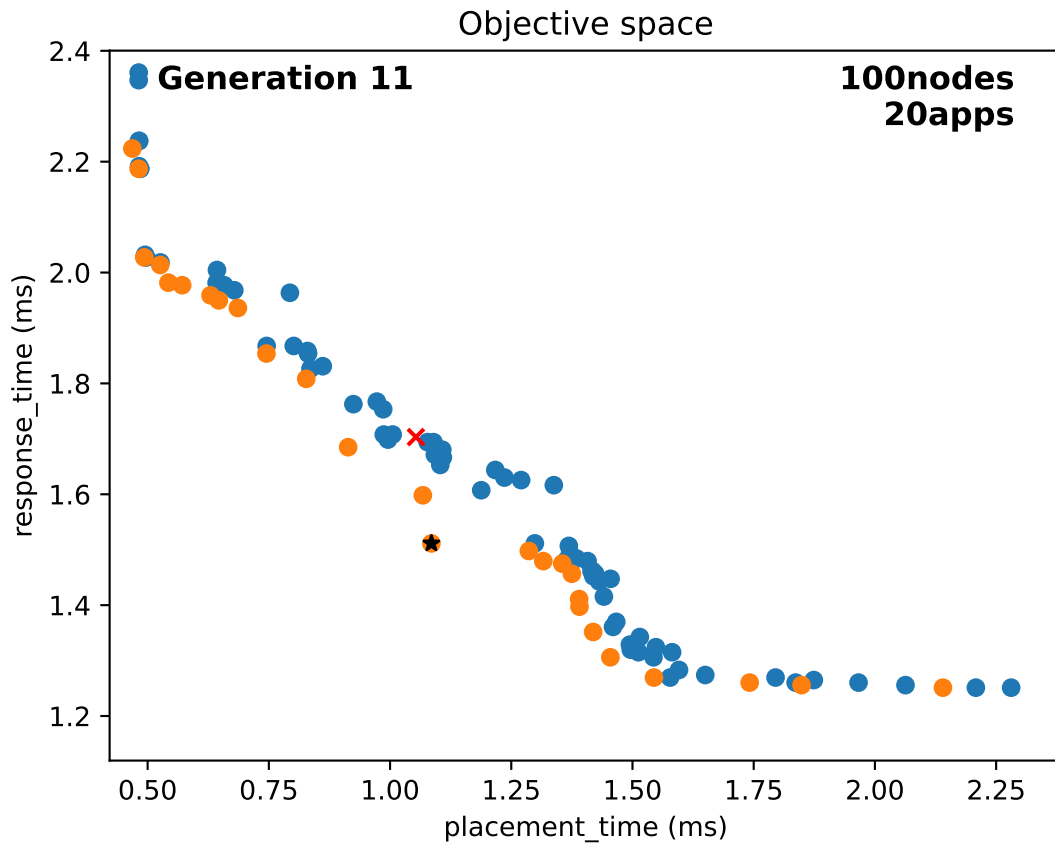 Objective space
Generation 11
100nodes
20apps
2.4
2.2
2.0
1.8
1.6
1.4
1.2
response_time (ms)
0.50 0.75 1.00 1.25 1.50 1.75 2.00 2.25
placement_time (ms)